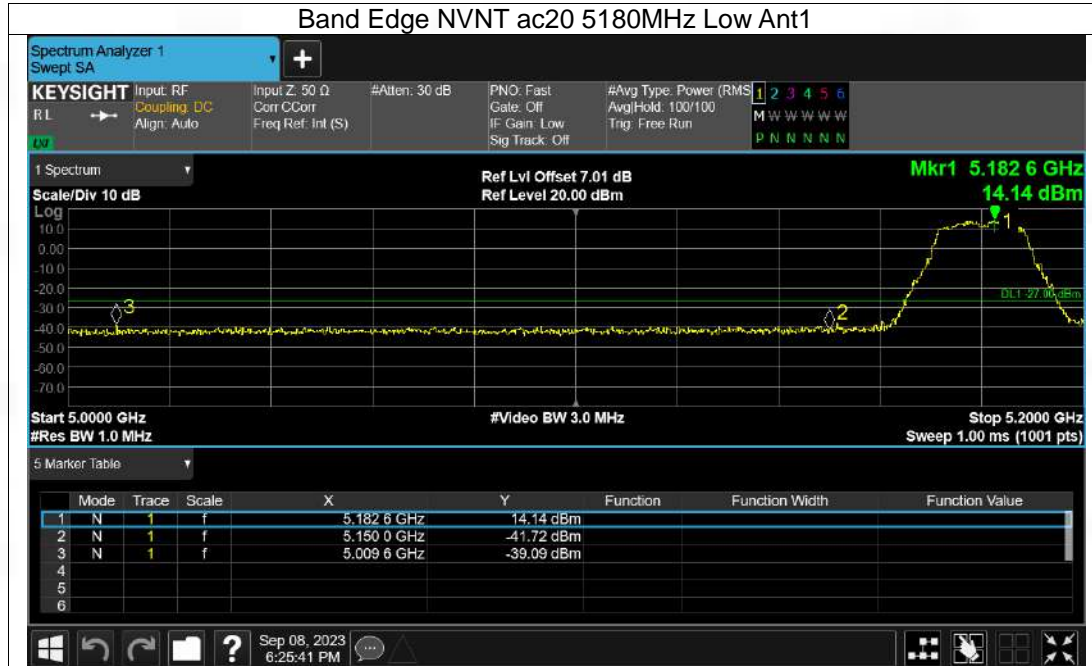 Band Edge NVNT ac20 5180MHz Low Ant1
Spectrum Analyzer 1
Swept SA
+
KEYSIGHT Input: RF Input Z: 50 Ω #Atten: 30 dB PNO: Fast #Avg Type: Power (RMS 1 2 3 4 5 6
RL Coupling: DC Corr CCorr Gate: Off Avg|Hold: 100/100 M W W W W W
Align: Auto Freq Ref: Int (S) IF Gain: Low Trig: Free Run
LXI Sig Track: Off P N N N N N
1 Spectrum Ref Lvl Offset 7.01 dB Mkr1 5.182 6 GHz
Scale/Div 10 dB Ref Level 20.00 dBm 14.14 dBm
Log
10.0
0.00
-10.0
-20.0
-30.0
-40.0
-50.0
-60.0
-70.0
1
2
3
DL1 -27.00 dBm
Start 5.0000 GHz #Video BW 3.0 MHz Stop 5.2000 GHz
#Res BW 1.0 MHz Sweep 1.00 ms (1001 pts)
5 Marker Table
Mode Trace Scale X Y Function Function Width Function Value
1 N 1 f 5.182 6 GHz 14.14 dBm
2 N 1 f 5.150 0 GHz -41.72 dBm
3 N 1 f 5.009 6 GHz -39.09 dBm
4
5
6
? Sep 08, 2023
6:25:41 PM